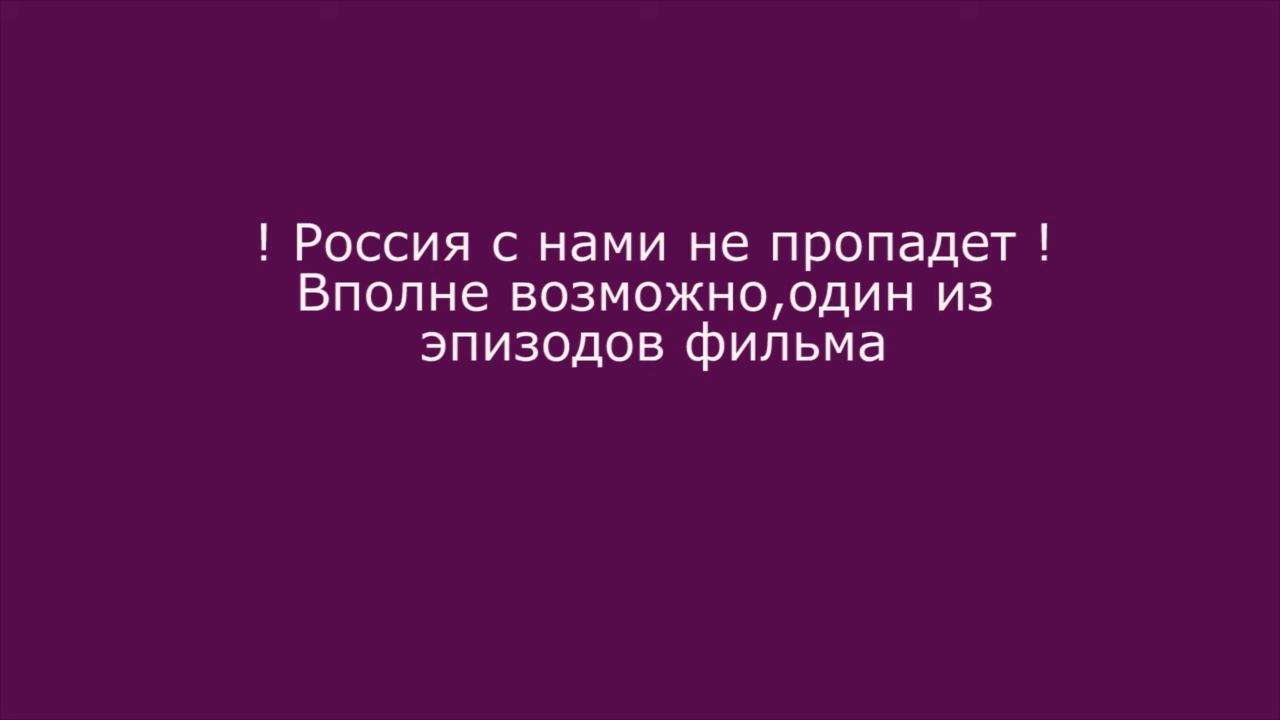 ! Россия с нами не пропадет !
Вполне возможно,один из
эпизодов фильма